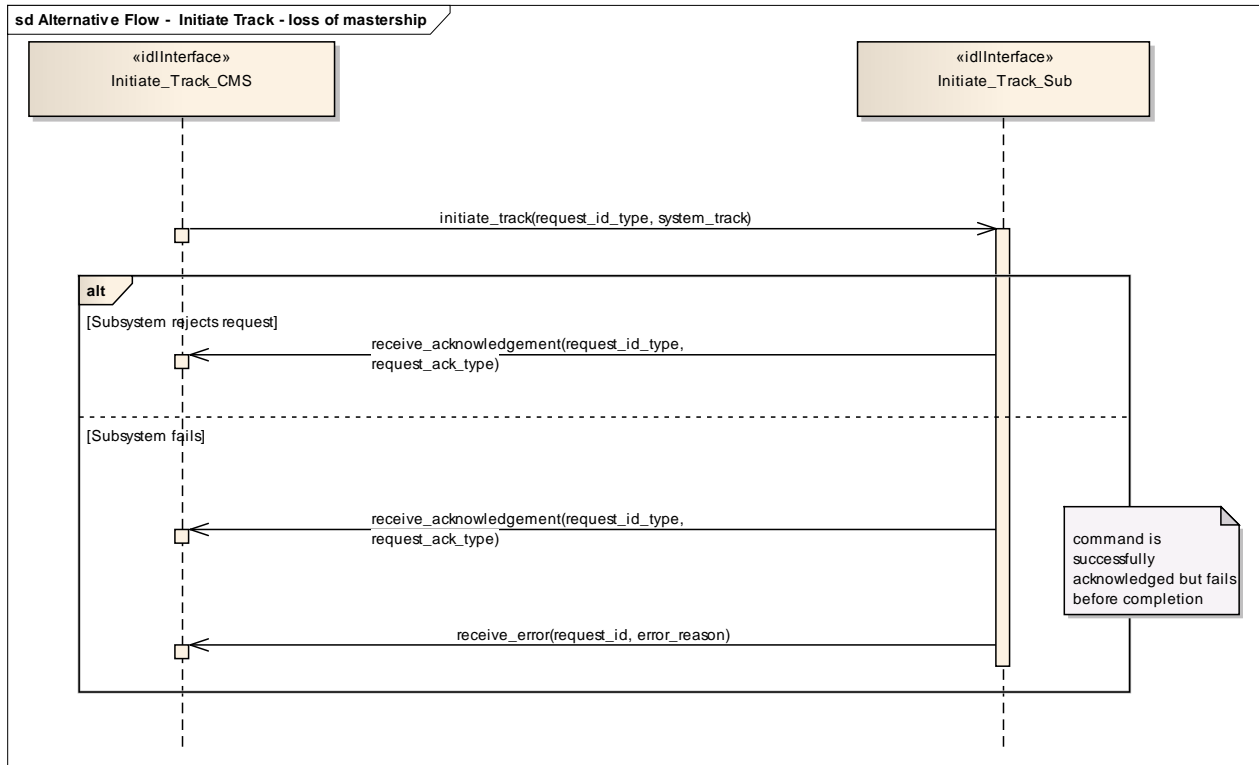 sd Alternative Flow - Initiate Track - loss of mastership
«idlInterface»
Initiate_Track_CMS
«idlInterface»
Initiate_Track_Sub
initiate_track(request_id_type, system_track)
alt
[Subsystem rejects request]
receive_acknowledgement(request_id_type,
request_ack_type)
[Subsystem fails]
receive_acknowledgement(request_id_type,
request_ack_type)
command is
successfully
acknowledged but fails
before completion
receive_error(request_id, error_reason)